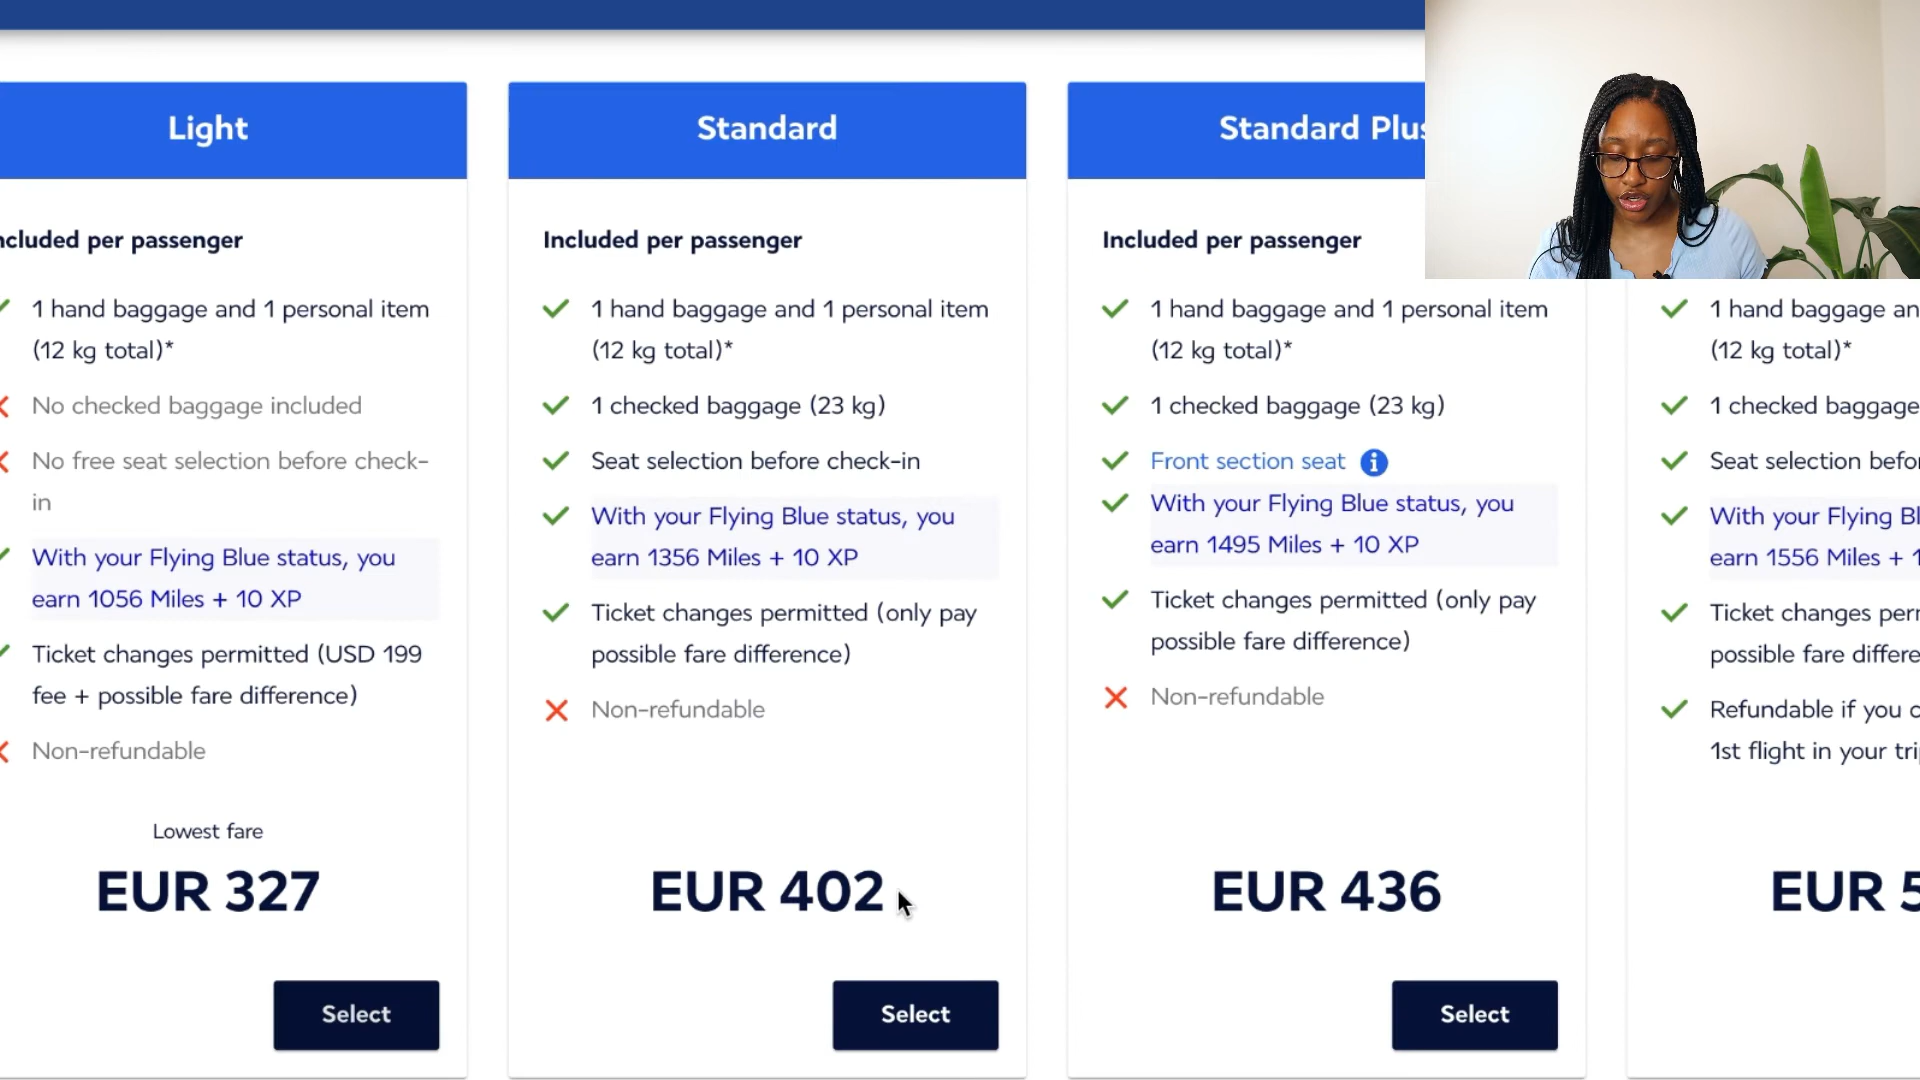 Light
ncluded per passenger
1 hand baggage and 1 personal item
(12 kg total)*
No checked baggage included
No free seat selection before check-
in
With your Flying Blue status, you
earn 1056 Miles + 10 XP
Ticket changes permitted (USD 199
fee + possible fare difference)
Non-refundable
Lowest fare
EUR 327
Select
Standard
Included per passenger
1 hand baggage and 1 personal item
(12 kg total)*
1 checked baggage (23 kg)
Seat selection before check-in
With your Flying Blue status, you
earn 1356 Miles + 10 XP
Ticket changes permitted (only pay
possible fare difference)
Non-refundable
EUR 402
Select
Standard Plus
Included per passenger
1 hand baggage and 1 personal item
(12 kg total)*
1 checked baggage (23 kg)
Front section seat
With your Flying Blue status, you
earn 1495 Miles + 10 XP
Ticket changes permitted (only pay
possible fare difference)
Non-refundable
EUR 436
Select
1 hand baggage an
(12 kg total)*
1 checked baggage
Seat selection befo
With your Flying Bl
earn 1556 Miles + 1
Ticket changes perr
possible fare differe
Refundable if you c
1st flight in your tri
EUR 5